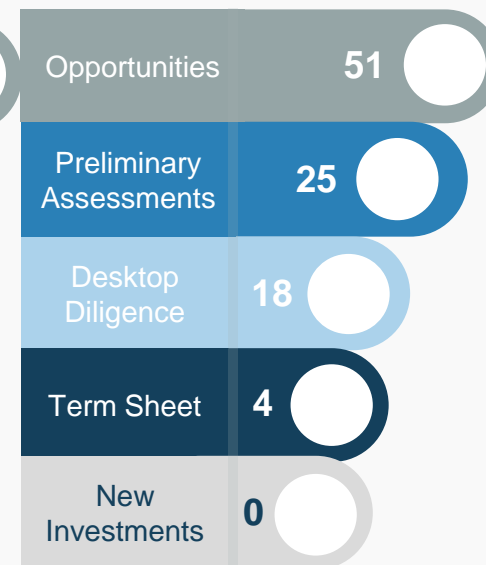 Opportunities 51
Preliminary
Assessments 25
Desktop
Diligence 18
Term Sheet 4
New
Investments 0